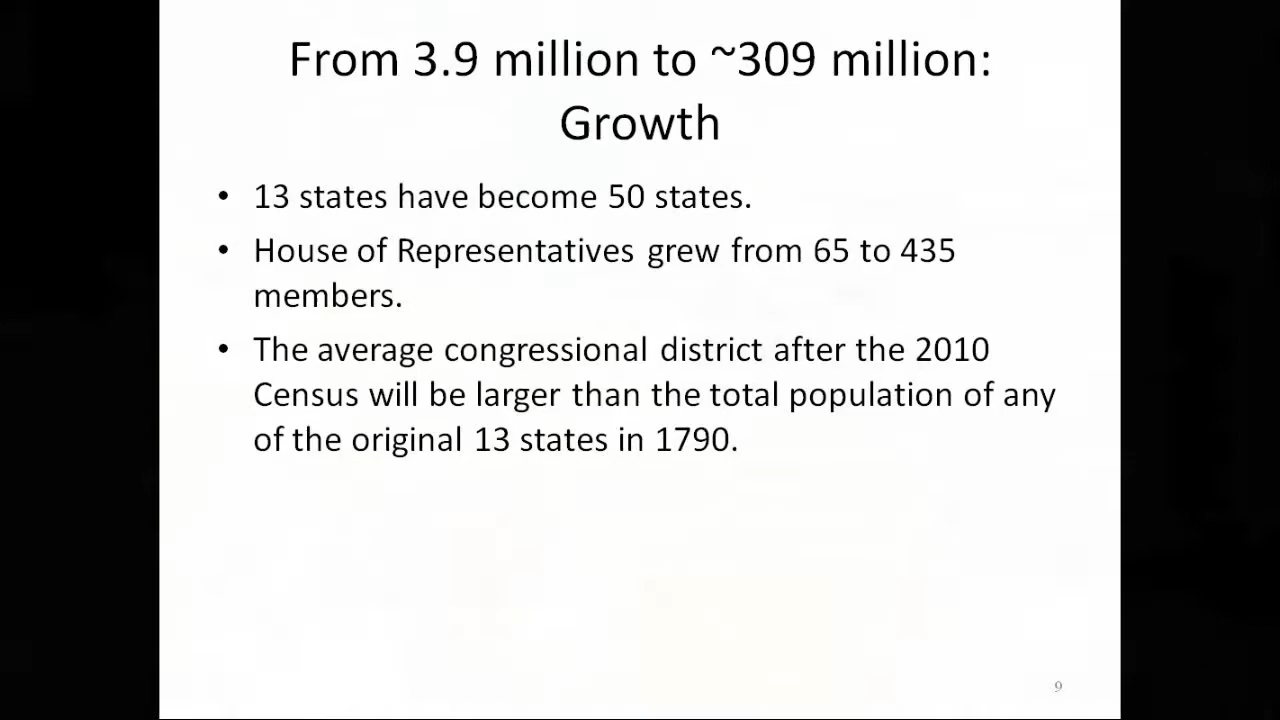 From 3.9 million to ~309 million:
Growth
• 13 states have become 50 states.
• House of Representatives grew from 65 to 435
members.
• The average congressional district after the 2010
Census will be larger than the total population of any
of the original 13 states in 1790.
9